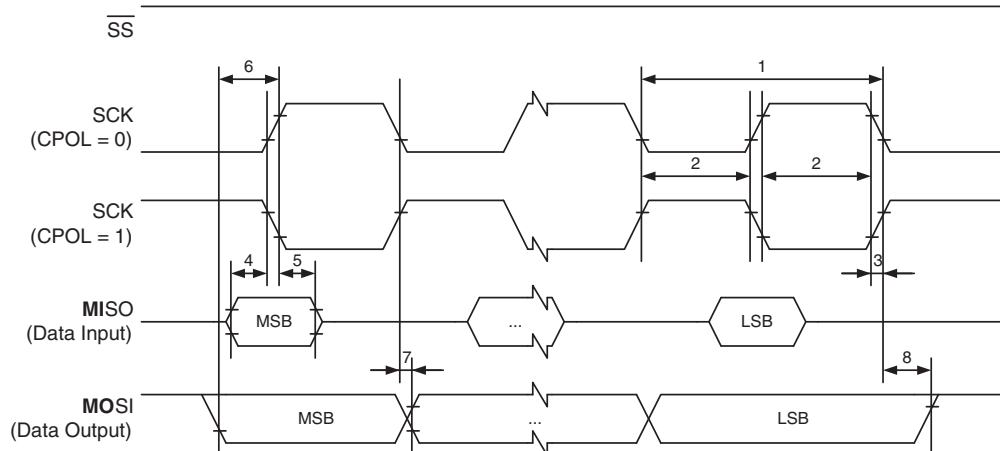 SS
6
1
SCK
(CPOL = 0)
2
2
SCK
(CPOL = 1)
4
5
3
MISO
(Data Input)
MSB
...
LSB
7
8
MOSI
(Data Output)
MSB
...
LSB